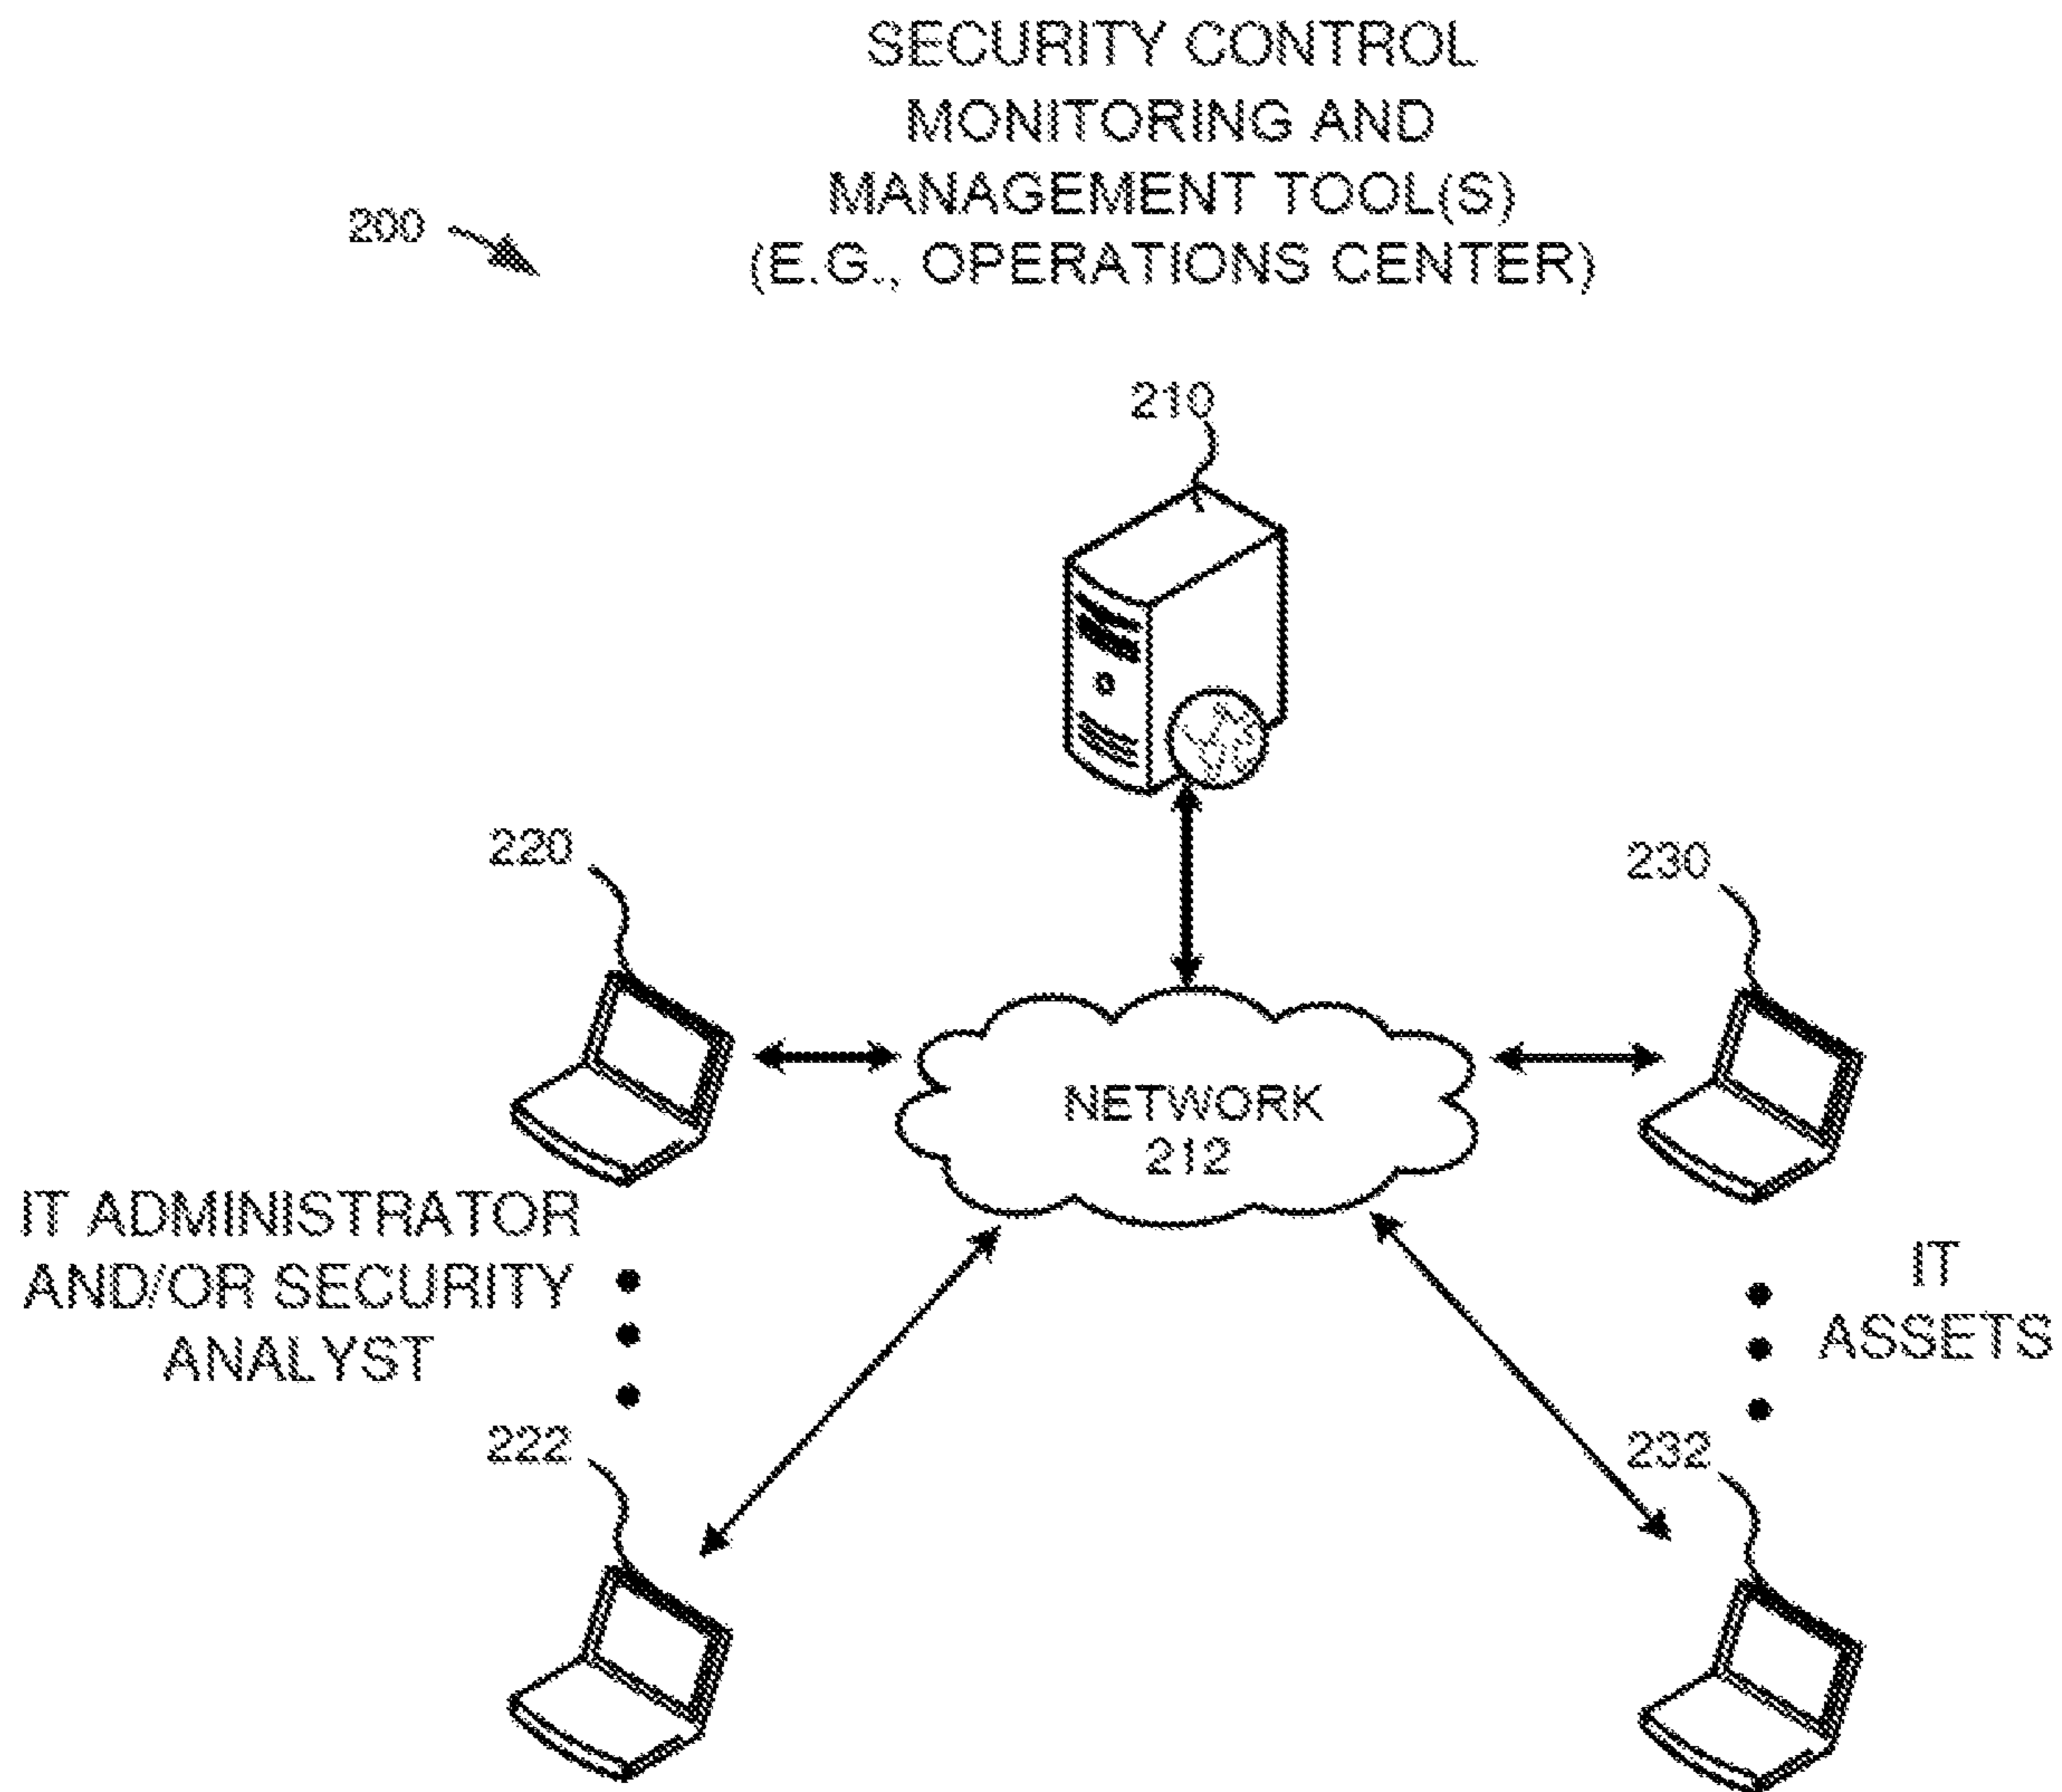 SECURITY CONTROL
MONITORING AND
MANAGEMENT TOOL(S)
(E.G., OPERATIONS CENTER)
200
210
220
230
NETWORK
212
IT ADMINISTRATOR
AND/OR SECURITY
ANALYST
IT
ASSETS
222
232